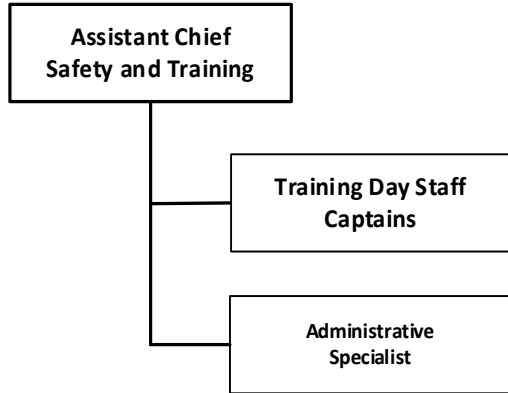 Assistant Chief
Safety and Training
Training Day Staff
Captains
Administrative
Specialist